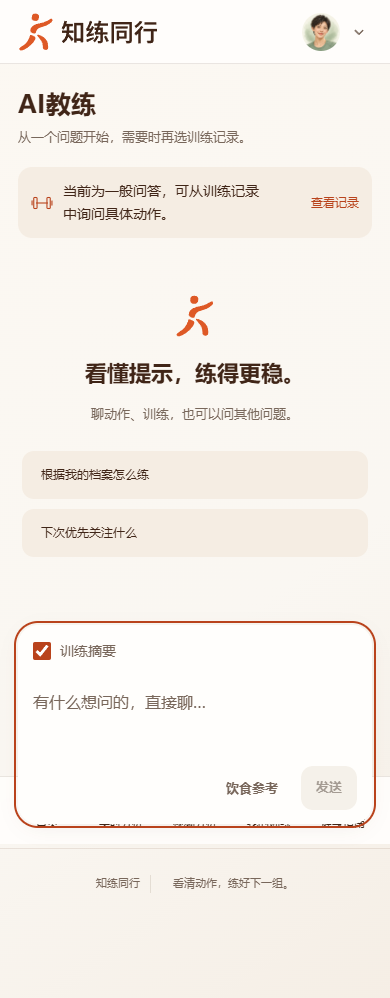 知练同行
AI教练
从一个问题开始，需要时再选训练记录。
当前为一般问答，可从训练记录
中询问具体动作。
查看记录
看懂提示，练得更稳。
聊动作、训练，也可以问其他问题。
根据我的档案怎么练
下次优先关注什么
训练摘要
有什么想问的，直接聊...
饮食参考
发送
知练同行
看清动作，练好下一组。